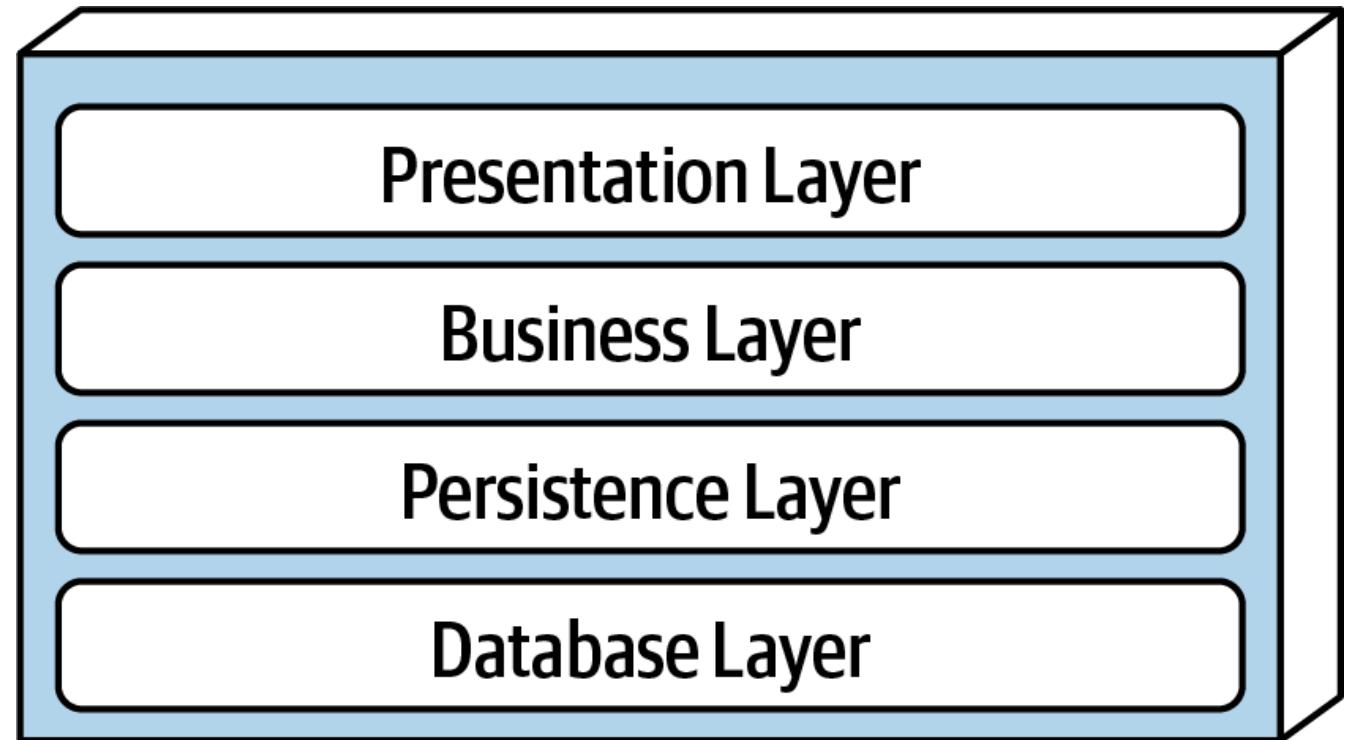 Presentation Layer
Business Layer
Persistence Layer
Database Layer